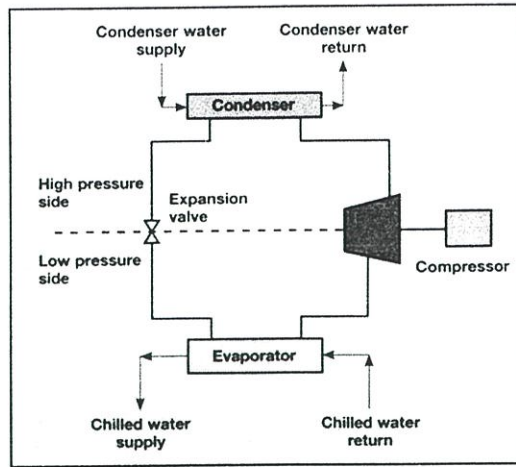 Condenser water
supply
Condenser water
return
Condenser
High pressure
side
Expansion
valve
Low pressure
side
Compressor
Evaporator
Chilled water
supply
Chilled water
return